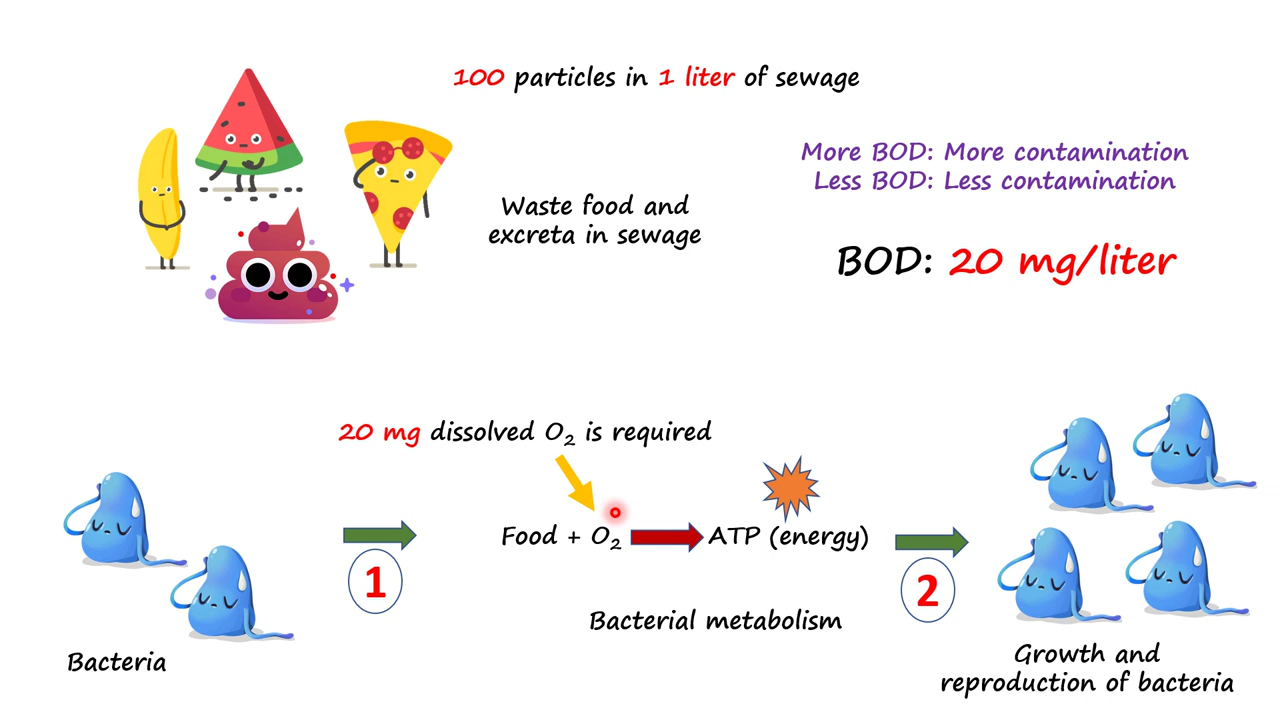 100 particles in 1 liter of sewage
More BOD: More contamination
Less BOD: Less contamination
Waste food and
excreta in sewage
BOD: 20 mg/liter
20 mg dissolved O₂ is required
Food + O₂
ATP (energy)
1
2
Bacterial metabolism
Bacteria
Growth and
reproduction of bacteria